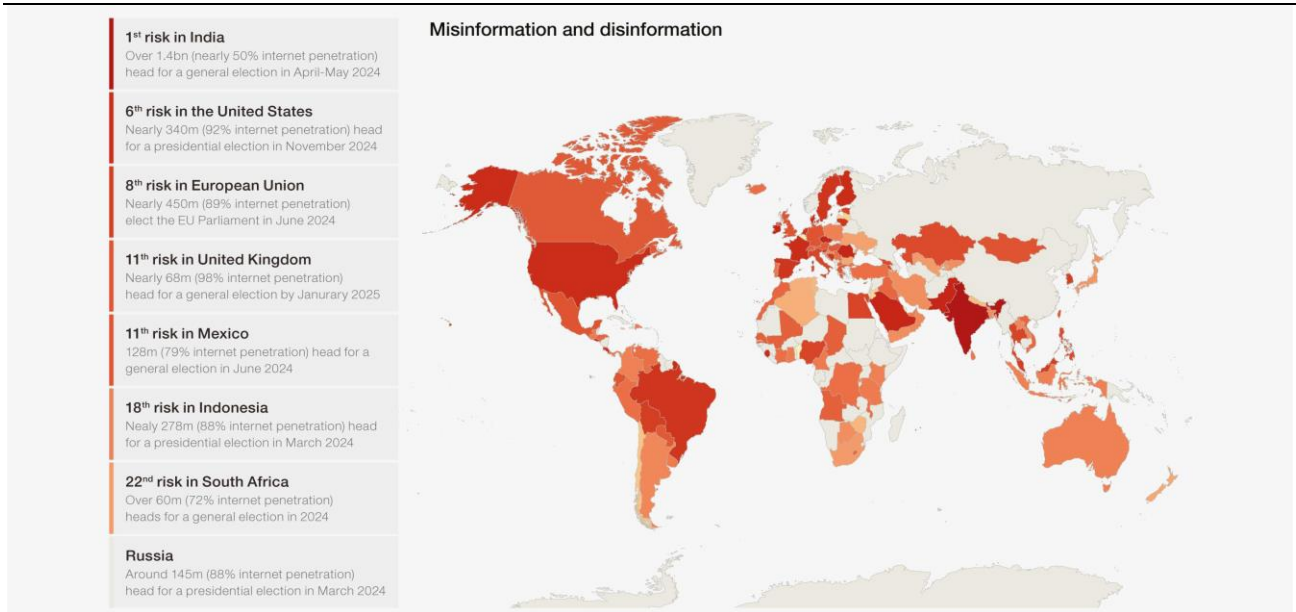 Misinformation and disinformation
1st risk in India
Over 1.4bn (nearly 50% internet penetration)
head for a general election in April-May 2024
6th risk in the United States
Nearly 340m (92% internet penetration) head
for a presidential election in November 2024
8th risk in European Union
Nearly 450m (89% internet penetration)
elect the EU Parliament in June 2024
11th risk in United Kingdom
Nearly 68m (98% internet penetration)
head for a general election by Janurary 2025
11th risk in Mexico
128m (79% internet penetration) head for a
general election in June 2024
18th risk in Indonesia
Nealy 278m (88% internet penetration) head
for a presidential election in March 2024
22nd risk in South Africa
Over 60m (72% internet penetration)
heads for a general election in 2024
Russia
Around 145m (88% internet penetration)
head for a presidential election in March 2024